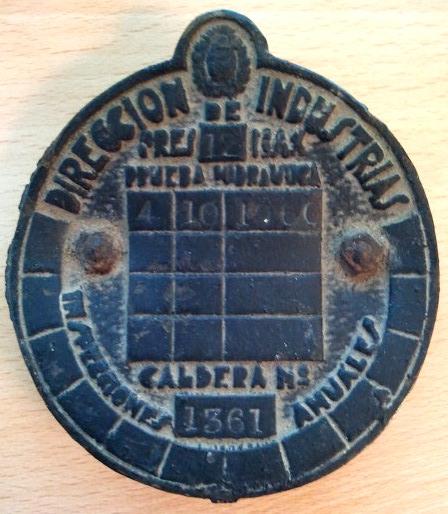 DIRECCION DE INDUSTRIAS
PRES 12 MAX
PRUEBA HIDRAULICA
4 10
CALDERA Nº
1361
INSPECCIONES ANUALES